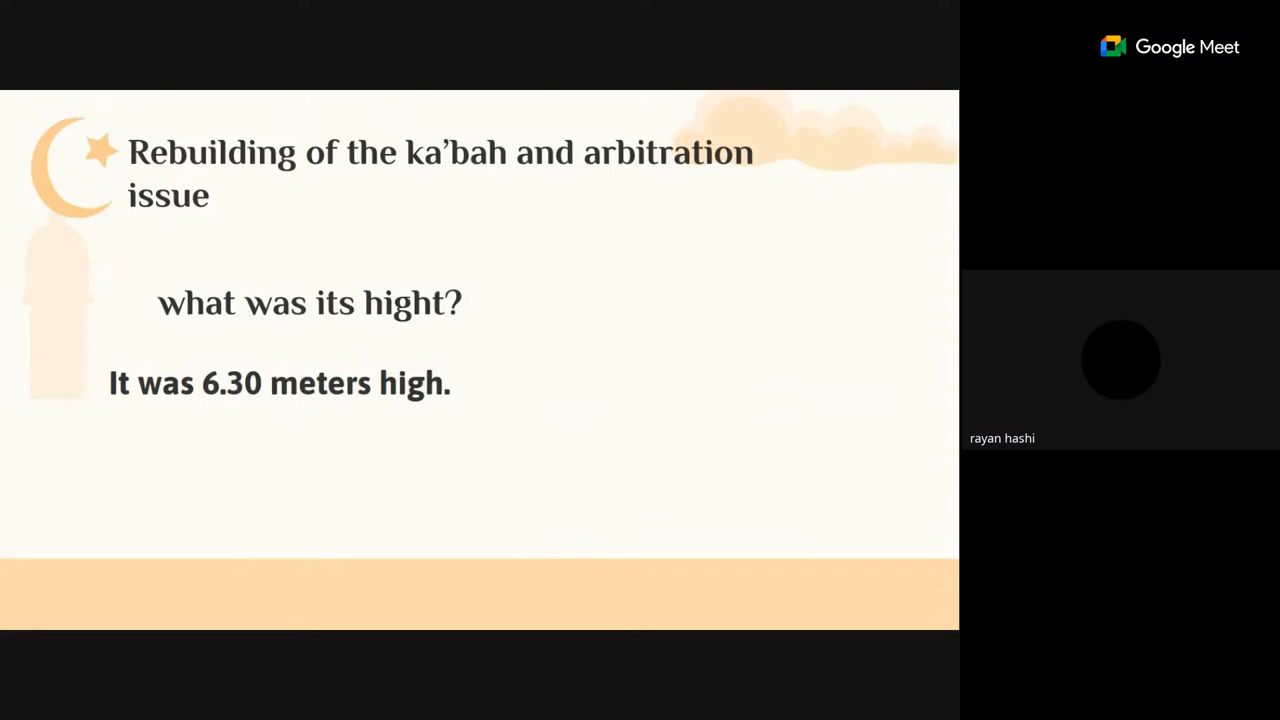 Google Meet
Rebuilding of the ka’bah and arbitration
issue
what was its hight?
It was 6.30 meters high.
rayan hashi